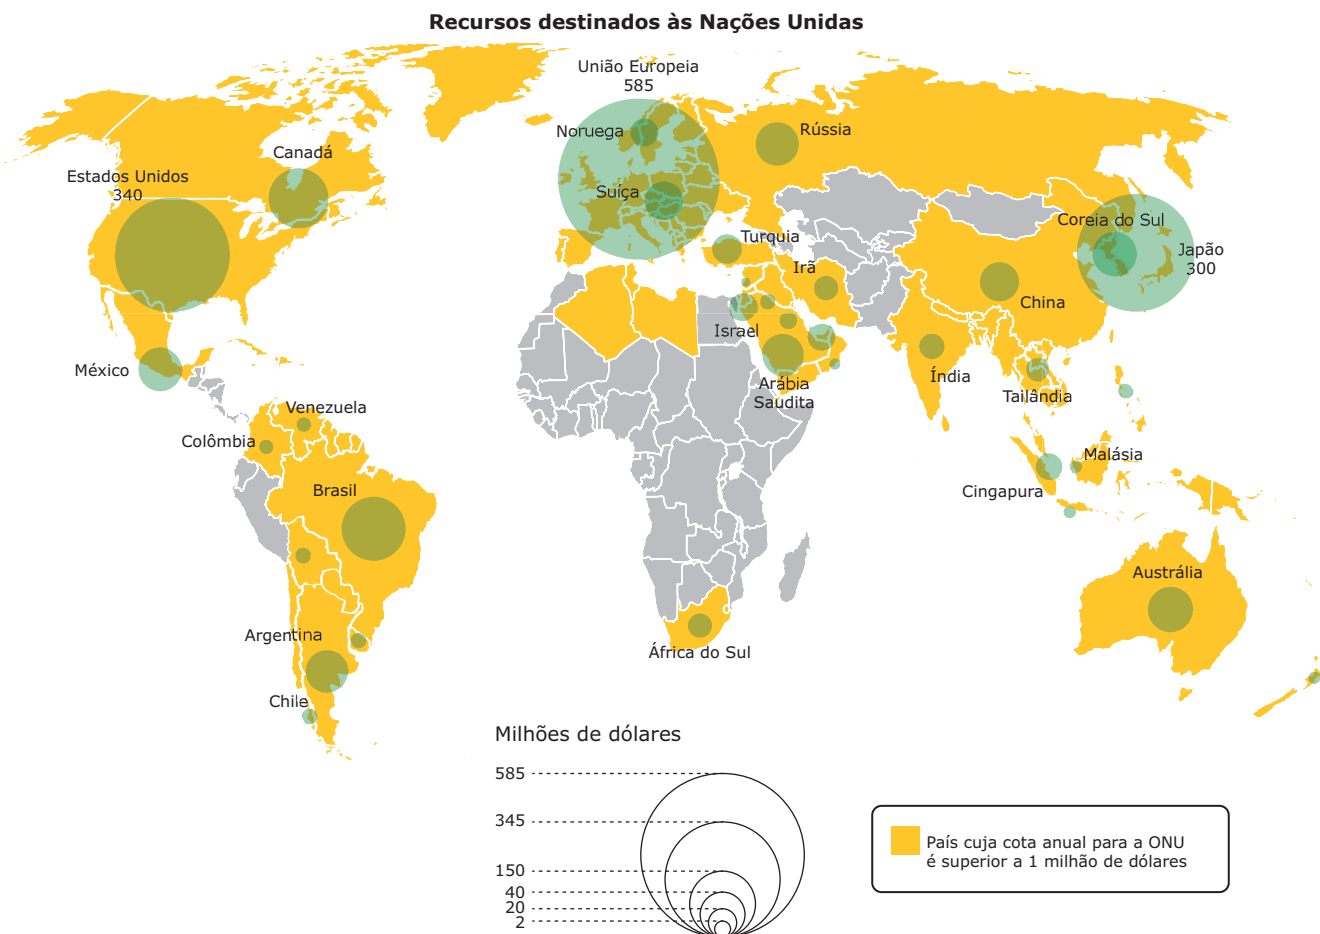 Recursos destinados às Nações Unidas
União Europeia
585
Noruega
Rússia
Canadá
Estados Unidos
340
Suíça
Coreia do Sul
Turquia
Japão
300
Irã
China
Israel
México
Índia
Arábia
Saudita
Tailândia
Venezuela
Colômbia
Malásia
Cingapura
Brasil
Austrália
Argentina
África do Sul
Chile
Milhões de dólares
585
345
150
40
20
2
País cuja cota anual para a ONU
é superior a 1 milhão de dólares